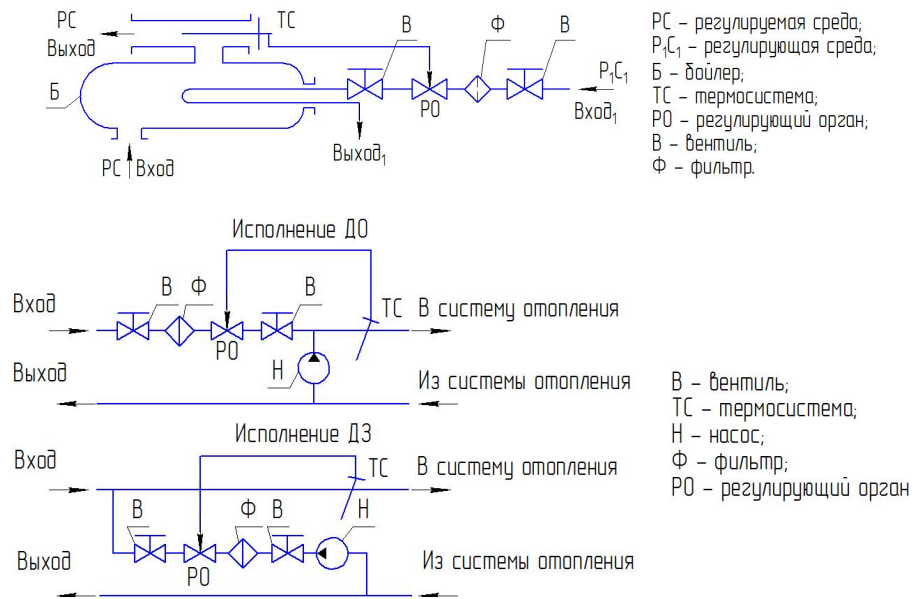 РС
Выход
ТС
В
Ф
В
Б
РО
Р₁С₁
Вход₁
Выход₁
РС Вход
РС – регулируемая среда;
Р₁С₁ – регулирующая среда;
Б – бойлер;
ТС – термосистема;
РО – регулирующий орган;
В – вентиль;
Ф – фильтр.
Исполнение ДО
Вход
В
Ф
В
ТС
В систему отопления
РО
Выход
Н
Из системы отопления
Исполнение ДЗ
Вход
ТС
В систему отопления
В
Ф
В
Н
РО
Выход
Из системы отопления
В – вентиль;
ТС – термосистема;
Н – насос;
Ф – фильтр;
РО – регулирующий орган